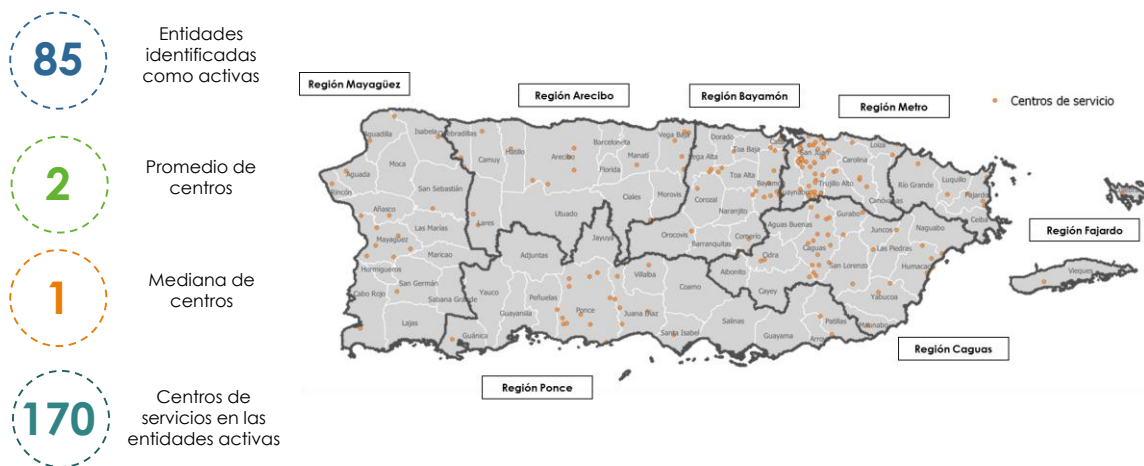 85
Entidades
identificadas
como activas
2
Promedio de
centros
1
Mediana de
centros
170
Centros de
servicios en las
entidades activas
Región Mayagüez
Región Arecibo
Región Bayamón
Región Metro
Centros de servicio
Región Fajardo
Región Caguas
Región Ponce
Aguadilla
Isabela
Quebradillas
Camuy
Hatillo
Arecibo
Barceloneta
Manatí
Vega Baja
Vega Alta
Dorado
Toa Baja
San Juan
Carolina
Loíza
Moca
Aguada
Rincón
San Sebastián
Florida
Ciales
Morovis
Corozal
Toa Alta
Bayamón
Guaynabo
Trujillo Alto
Canóvanas
Río Grande
Luquillo
Fajardo
Ceiba
Añasco
Las Marías
Lares
Utuado
Naranjito
Mayagüez
Maricao
Adjuntas
Jayuya
Orocovis
Barranquitas
Comerío
Aguas Buenas
Gurabo
Caguas
Juncos
Naguabo
Las Piedras
Humacao
Hormigueros
San Germán
Cabo Rojo
Sabana Grande
Lajas
Yauco
Guánica
Guayanilla
Peñuelas
Ponce
Villalba
Juana Díaz
Coamo
Santa Isabel
Aibonito
Cidra
Cayey
San Lorenzo
Yabucoa
Salinas
Guayama
Patillas
Arroyo
Maunabo
Vieques